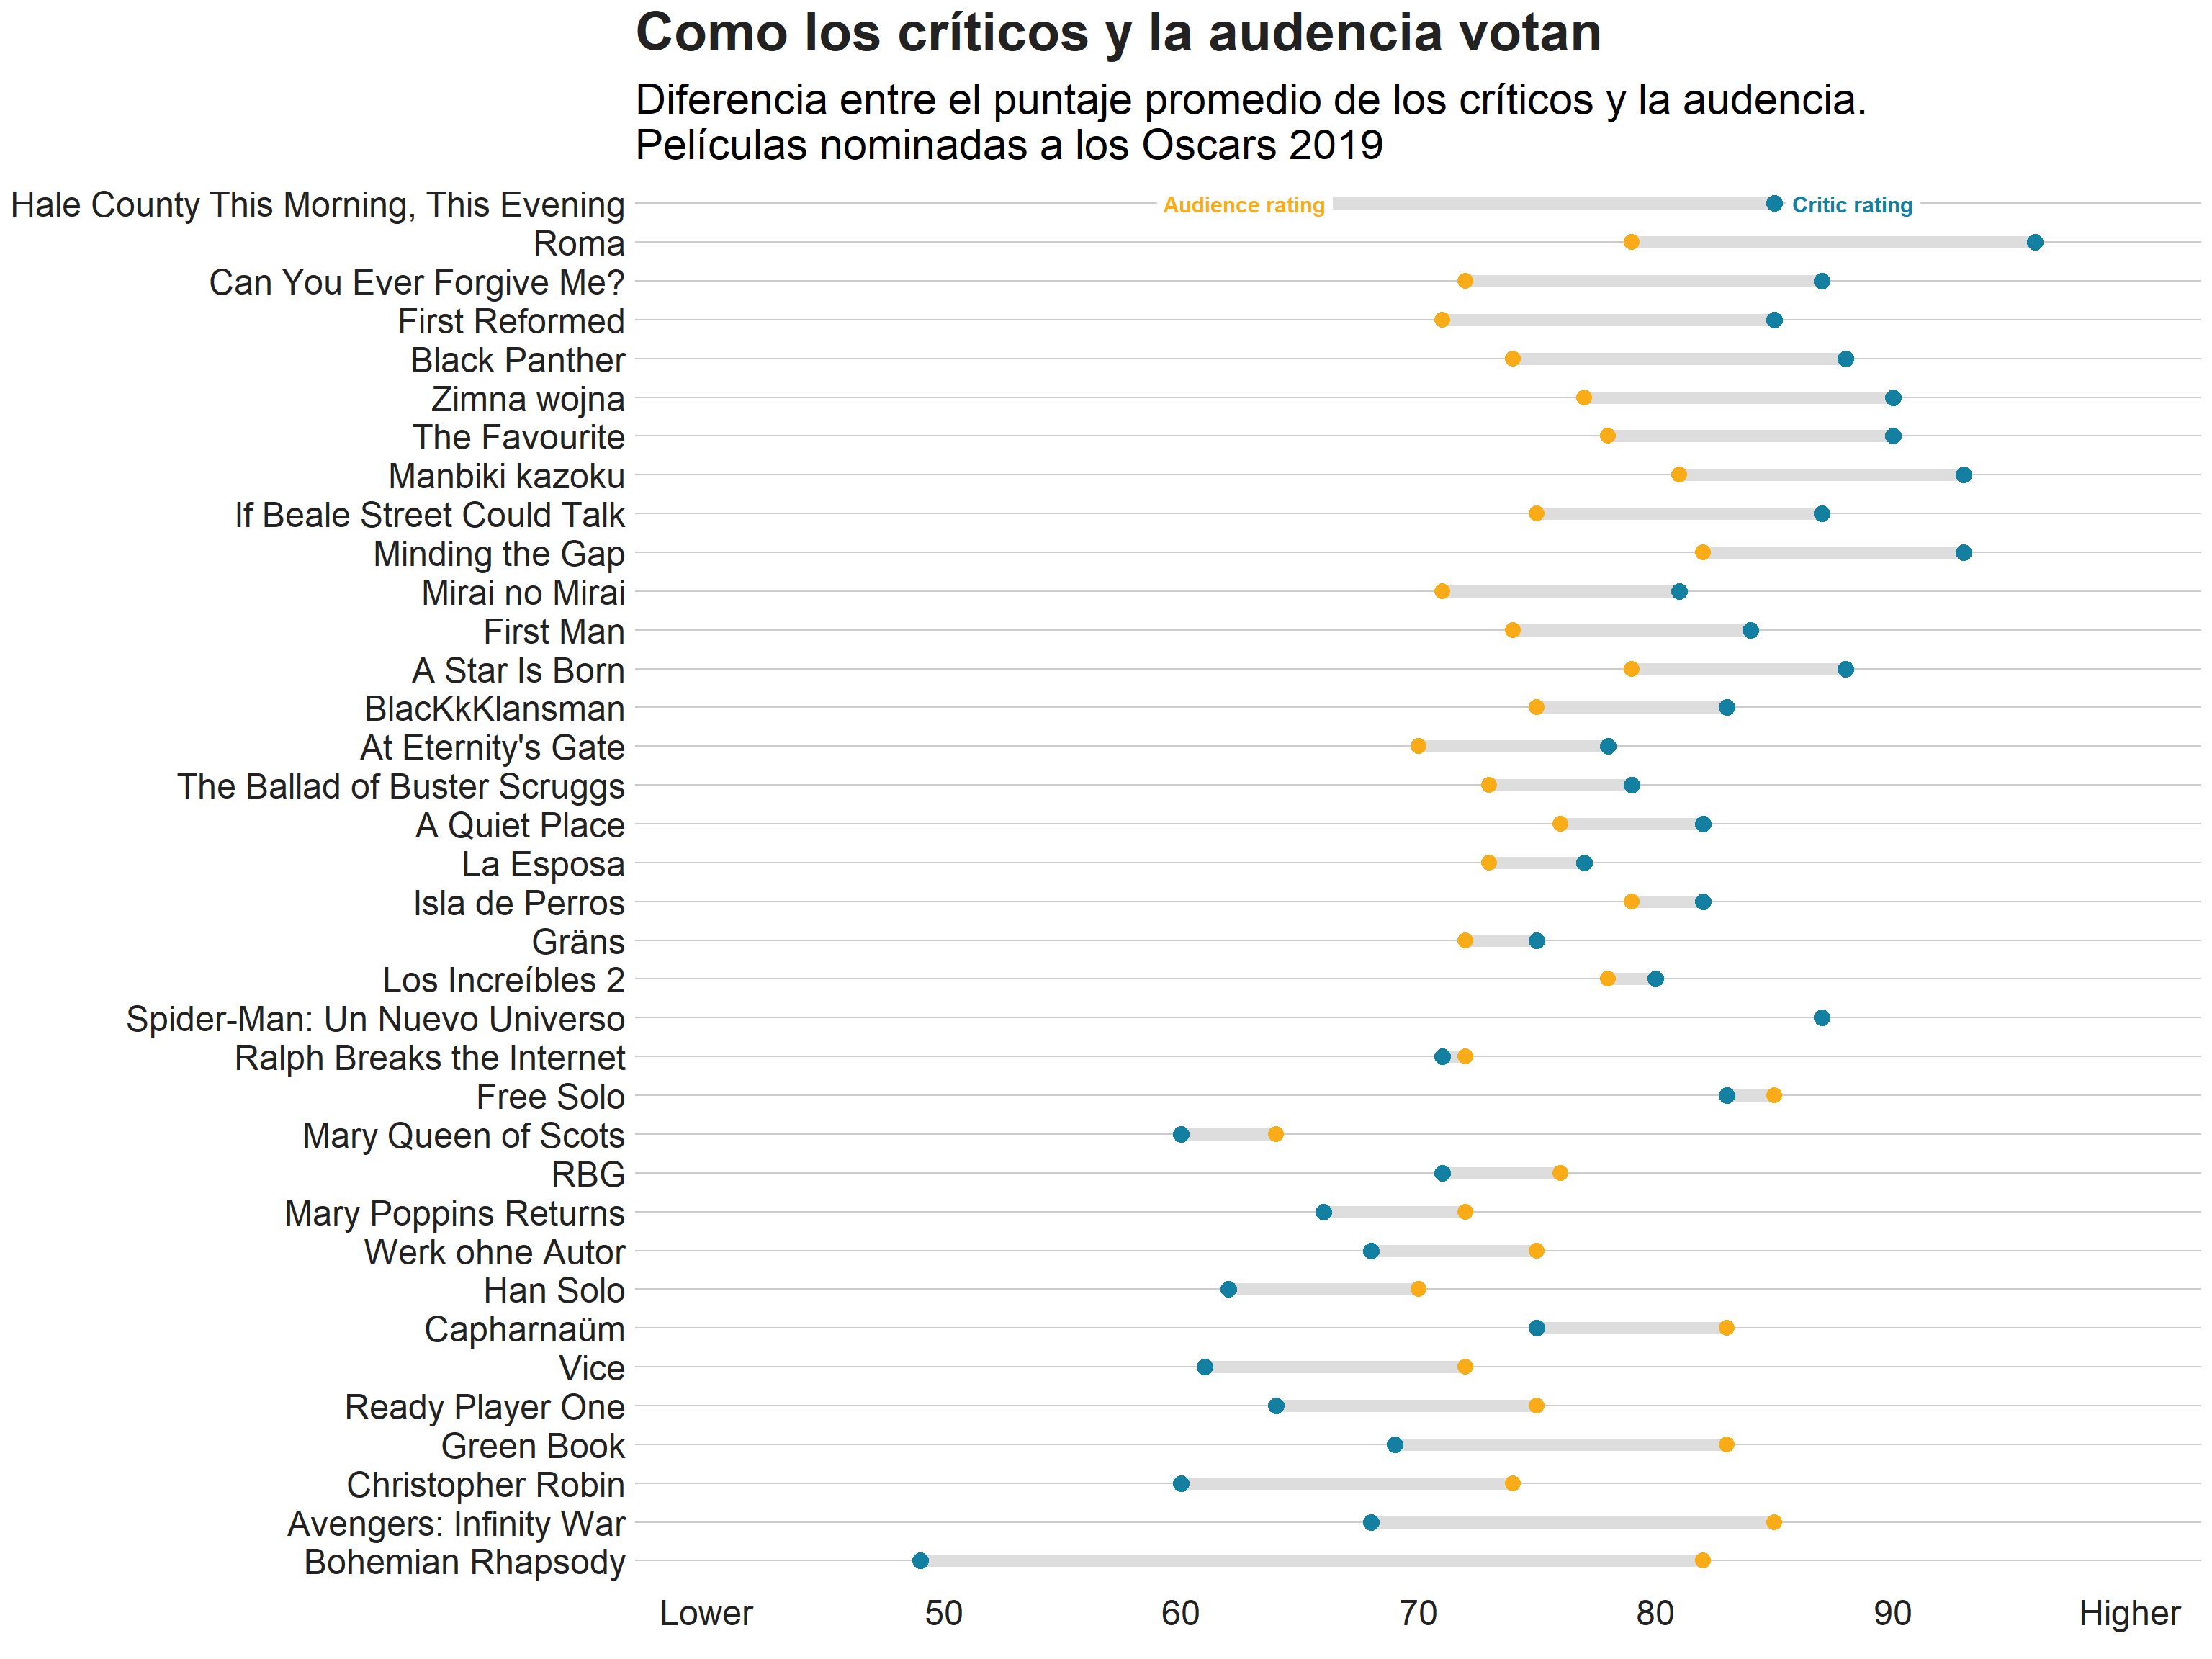 Como los críticos y la audencia votan
Diferencia entre el puntaje promedio de los críticos y la audencia.
Películas nominadas a los Oscars 2019
Hale County This Morning, This Evening
Audience rating
Critic rating
Roma
Can You Ever Forgive Me?
First Reformed
Black Panther
Zimna wojna
The Favourite
Manbiki kazoku
If Beale Street Could Talk
Minding the Gap
Mirai no Mirai
First Man
A Star Is Born
BlacKkKlansman
At Eternity's Gate
The Ballad of Buster Scruggs
A Quiet Place
La Esposa
Isla de Perros
Gräns
Los Increíbles 2
Spider-Man: Un Nuevo Universo
Ralph Breaks the Internet
Free Solo
Mary Queen of Scots
RBG
Mary Poppins Returns
Werk ohne Autor
Han Solo
Capharnaüm
Vice
Ready Player One
Green Book
Christopher Robin
Avengers: Infinity War
Bohemian Rhapsody
Lower 50 60 70 80 90 Higher